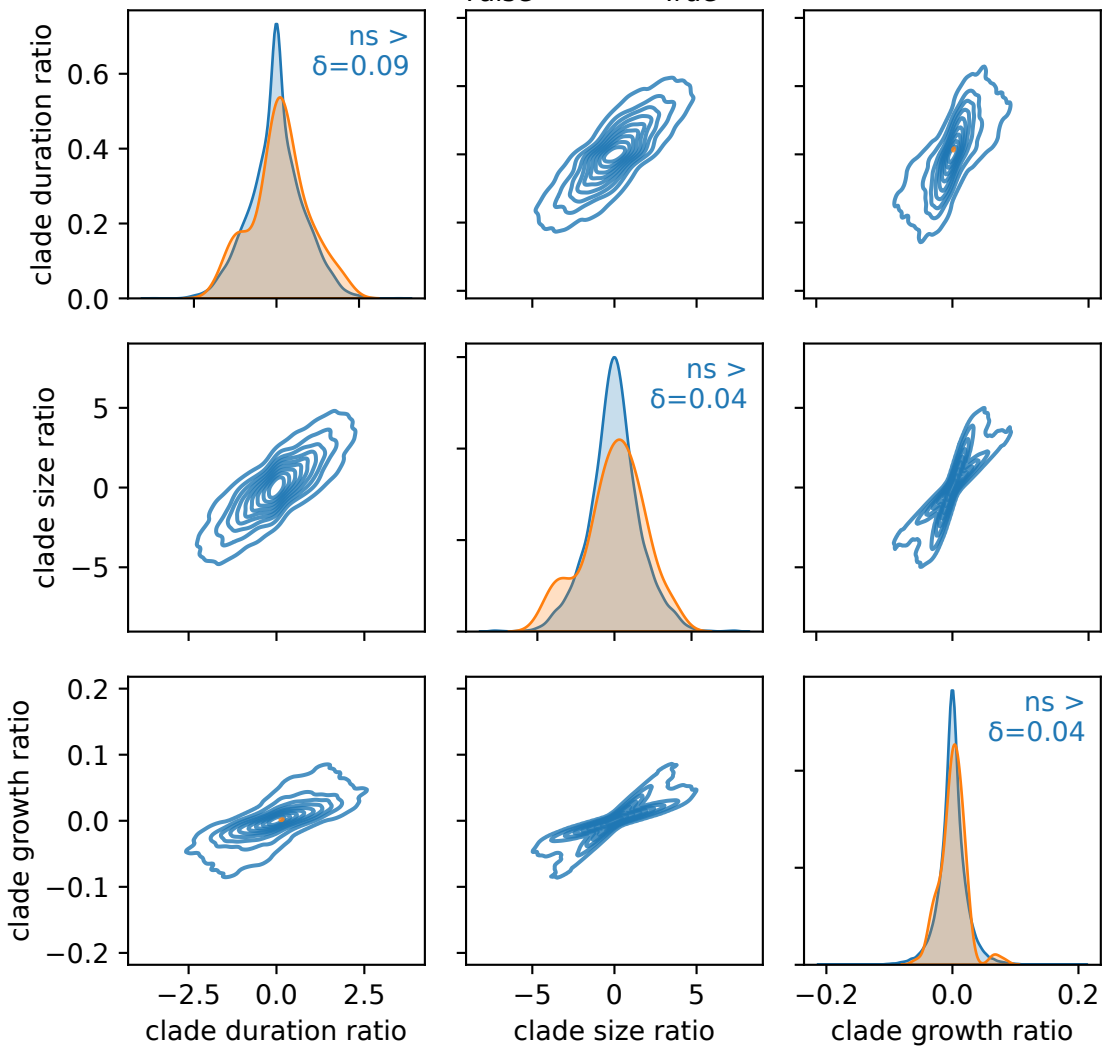 clade duration ratio
0.6
0.4
0.2
0.0
ns >
δ=0.09
clade size ratio
5
0
−5
ns >
δ=0.04
clade growth ratio
0.2
0.1
0.0
−0.1
−0.2
ns >
δ=0.04
−2.5 0.0 2.5
clade duration ratio
−5 0 5
clade size ratio
−0.2 0.0 0.2
clade growth ratio